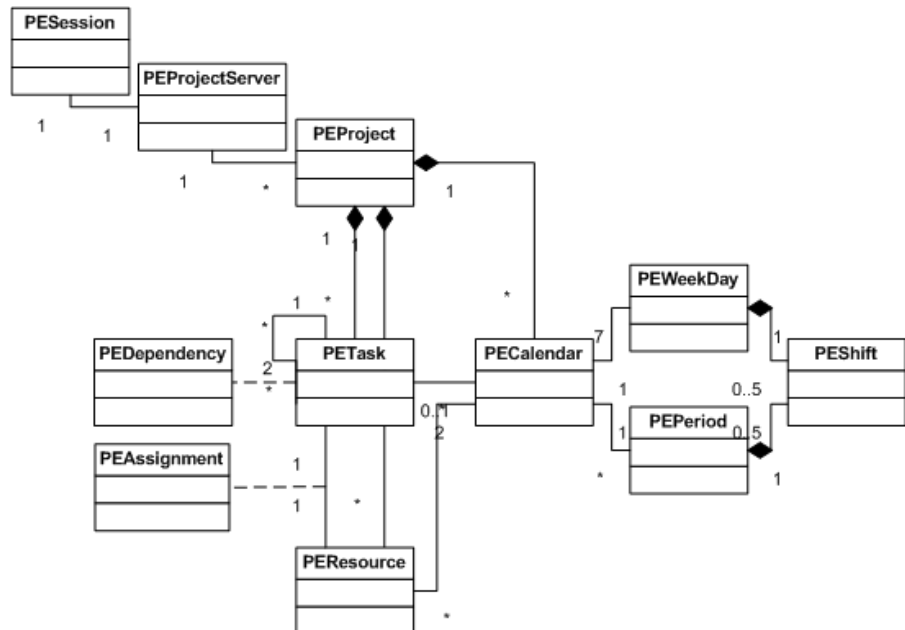 PESession
PEProjectServer
1
1
PEProject
1
*
1
1
1
*
PEWeekDay
1
*
*
7
1
PEDependency
2
*
PETask
PECalendar
PEShift
0..1
2
1
0..5
PEPeriod
1
0..5
*
1
PEAssignment
1
1
*
PEResource
*